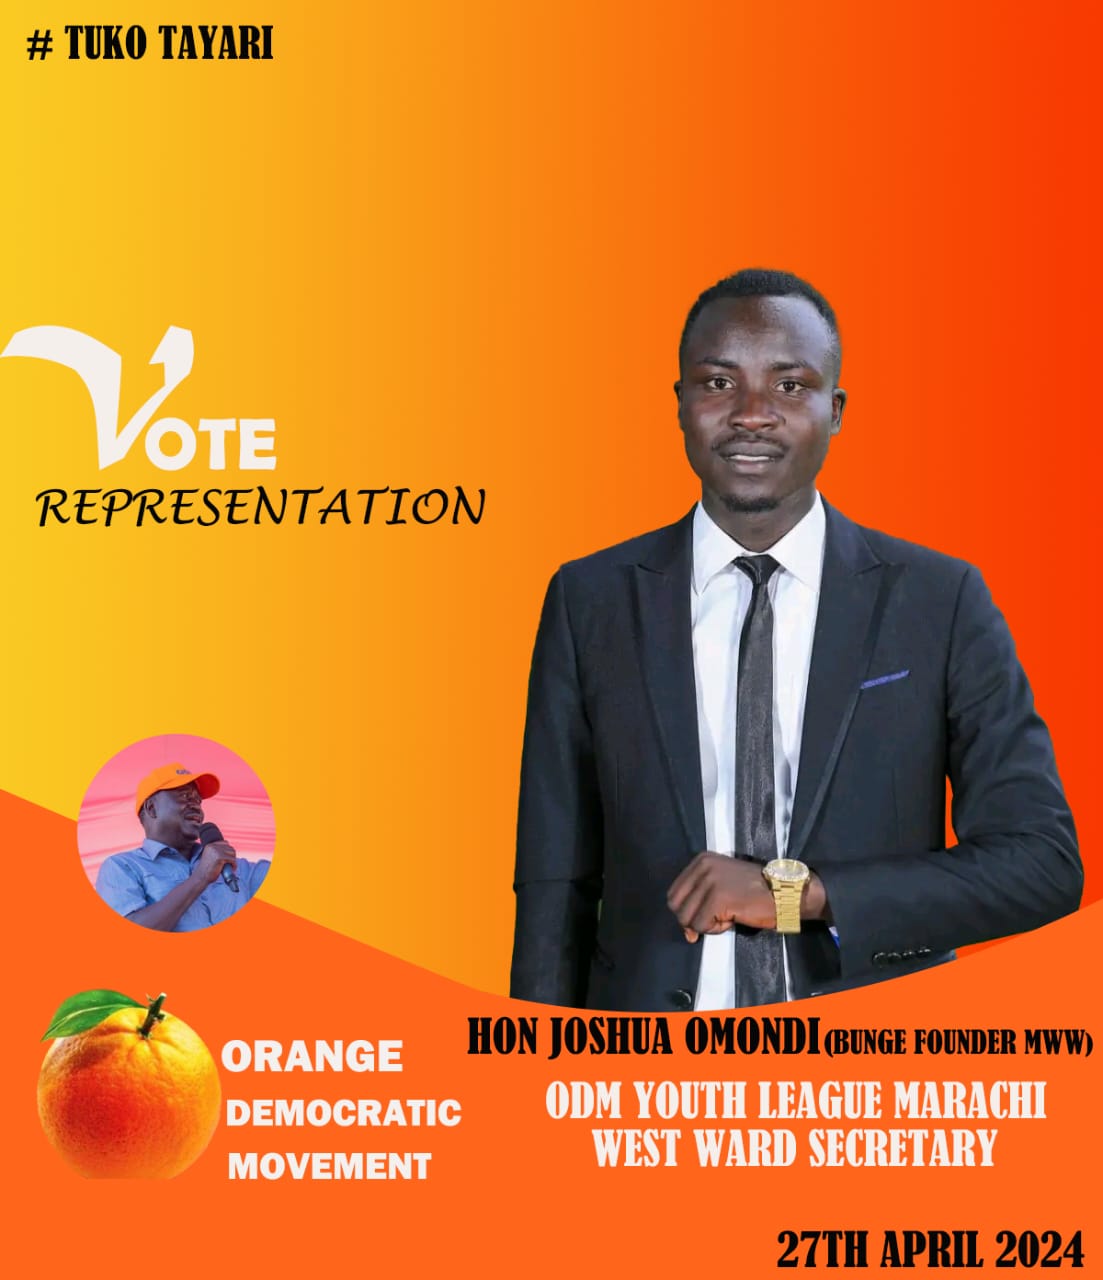 # TUKO TAYARI
VOTE
REPRESENTATION
ORANGE
DEMOCRATIC
MOVEMENT
HON JOSHUA OMONDI (BUNGE FOUNDER MWW)
ODM YOUTH LEAGUE MARACHI
WEST WARD SECRETARY
27TH APRIL 2024